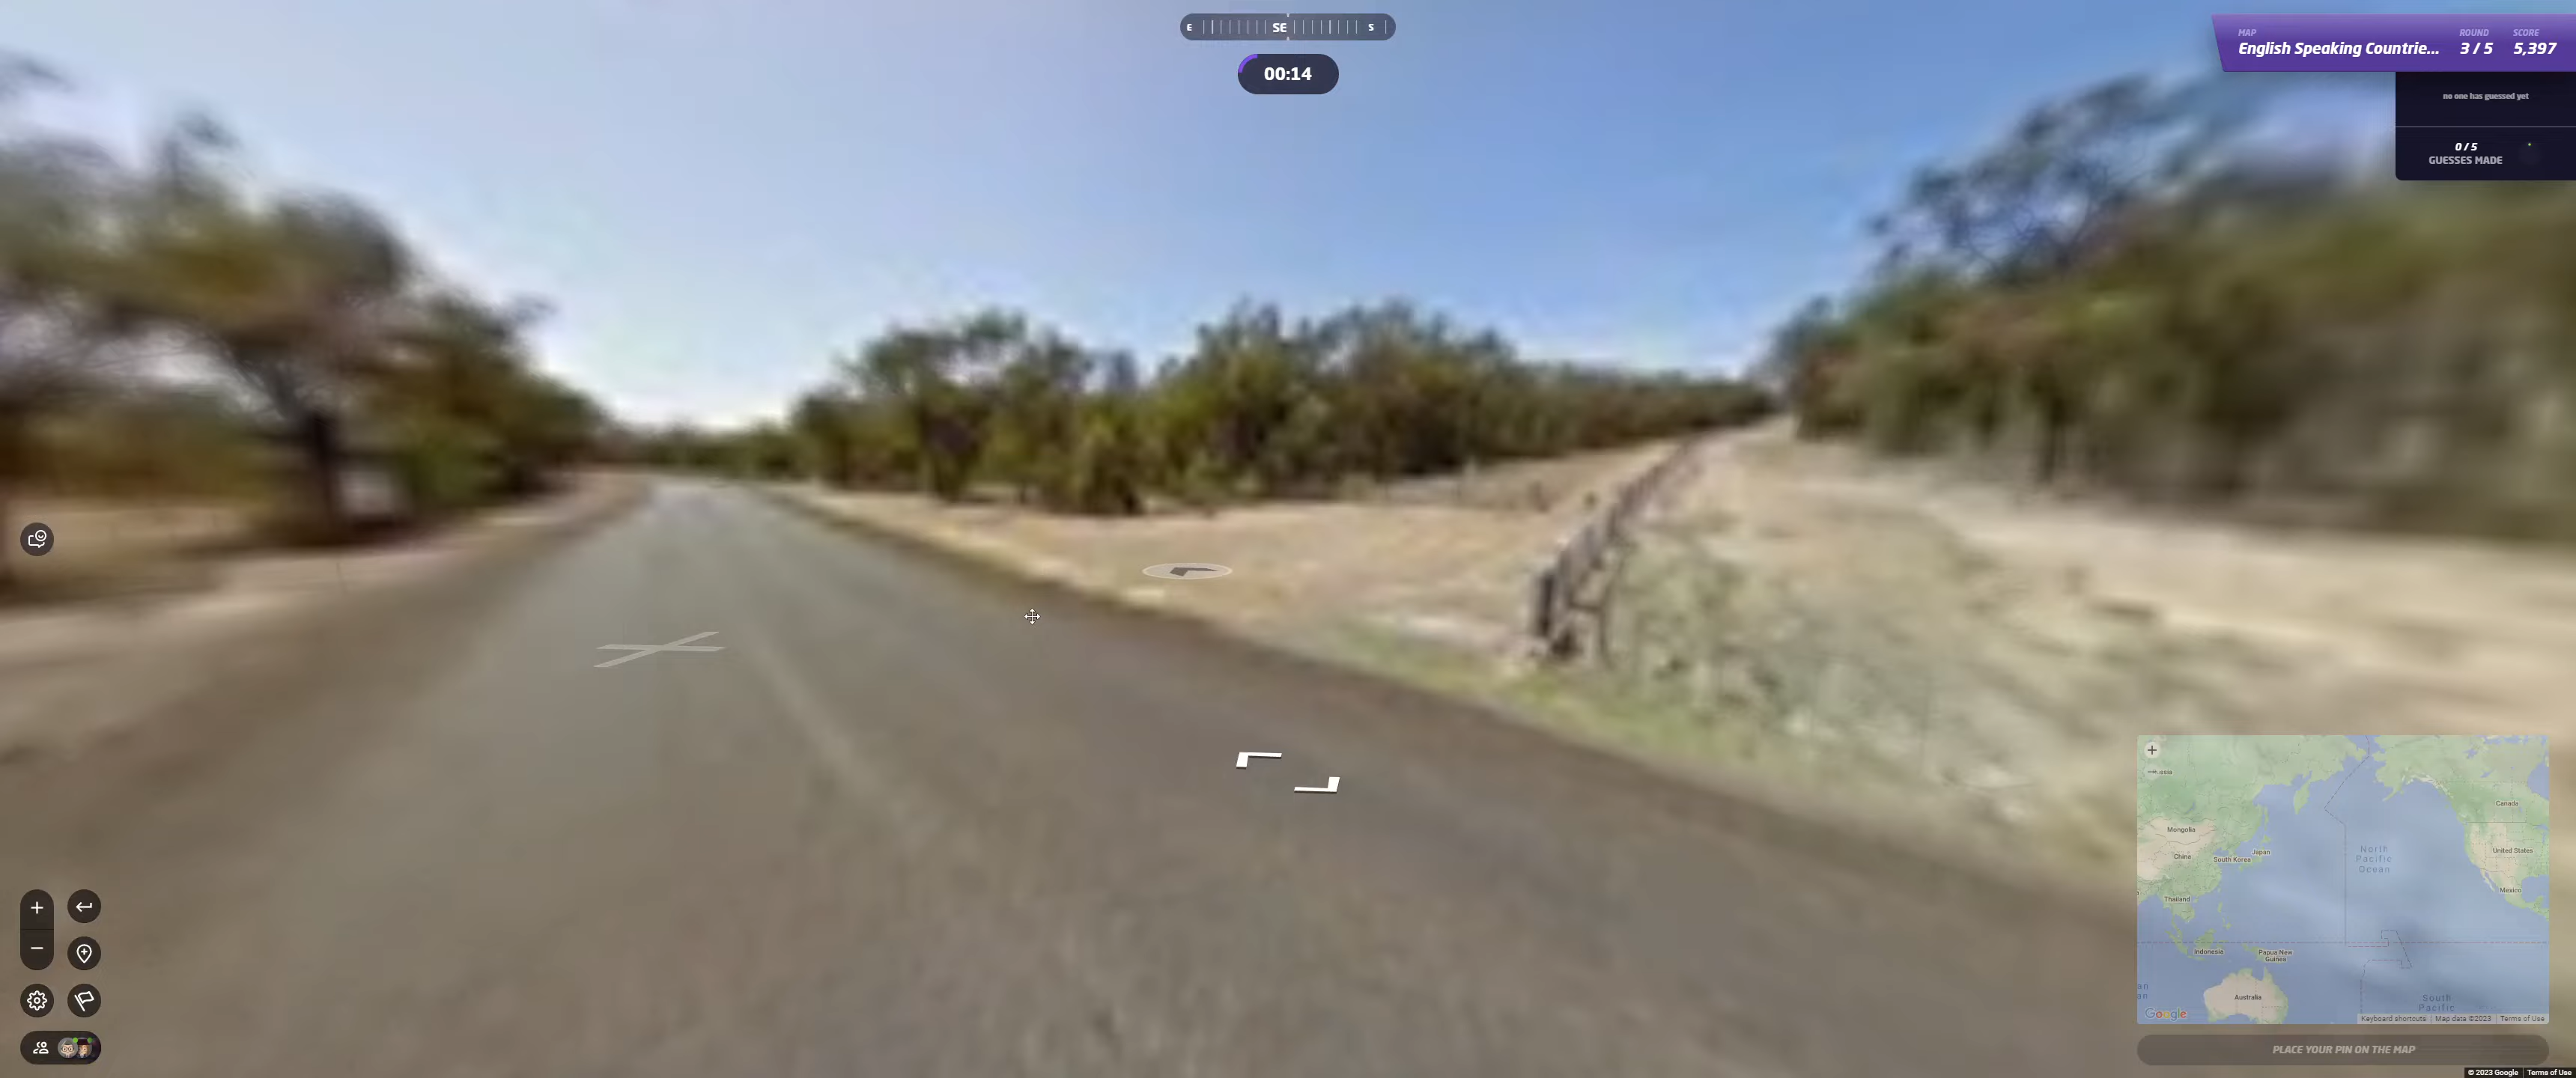 E SE S
00:14
MAP ROUND SCORE
English Speaking Countrie... 3 / 5 5,397
no one has guessed yet
0 / 5
GUESSES MADE
Canada
Mongolia
United States
Japan
China
South Korea
North
Pacific
Ocean
Mexico
Thailand
Indonesia
Papua New
Guinea
Australia
South
Pacific
Google
Keyboard shortcuts Map data ©2023 Terms of Use
PLACE YOUR PIN ON THE MAP
© 2023 Google Terms of Use